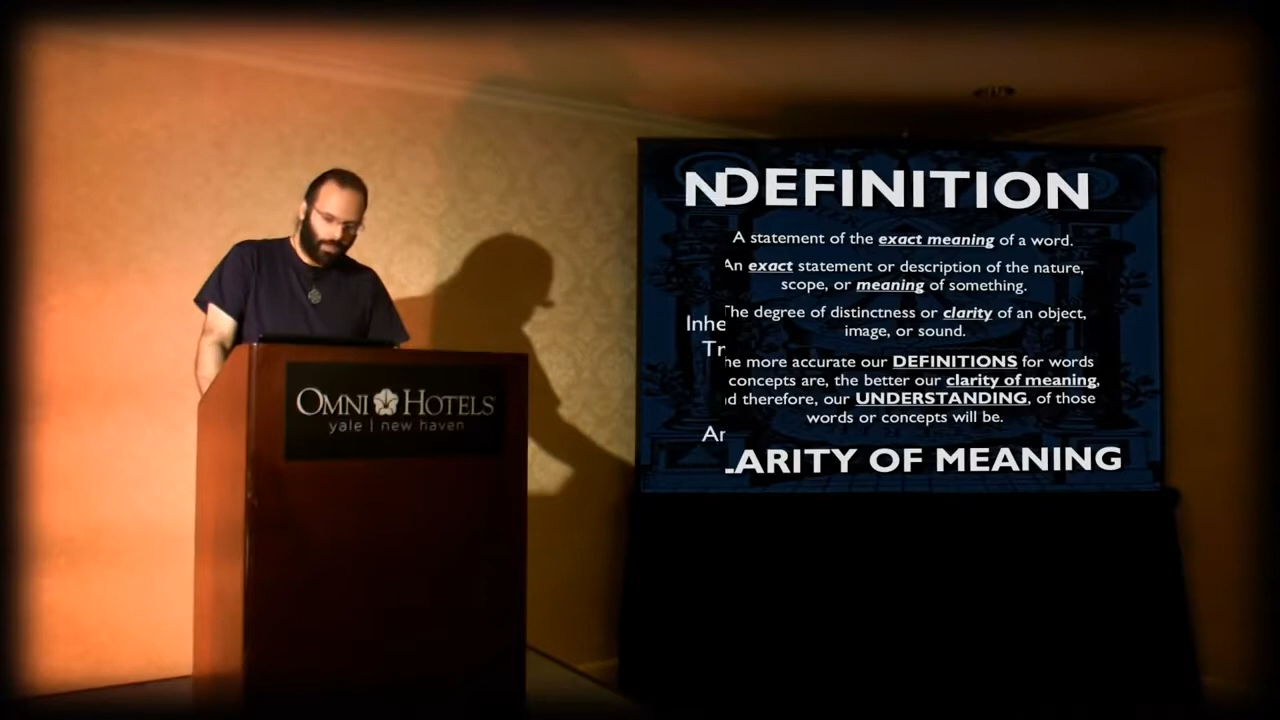 NDEFINITION
A statement of the exact meaning of a word.
An exact statement or description of the nature,
scope, or meaning of something.
The degree of distinctness or clarity of an object,
image, or sound.
Inhe
Tr
he more accurate our DEFINITIONS for words
concepts are, the better our clarity of meaning,
d therefore, our UNDERSTANDING, of those
words or concepts will be.
Ar
LARITY OF MEANING
OMNI HOTELS
yale | new haven